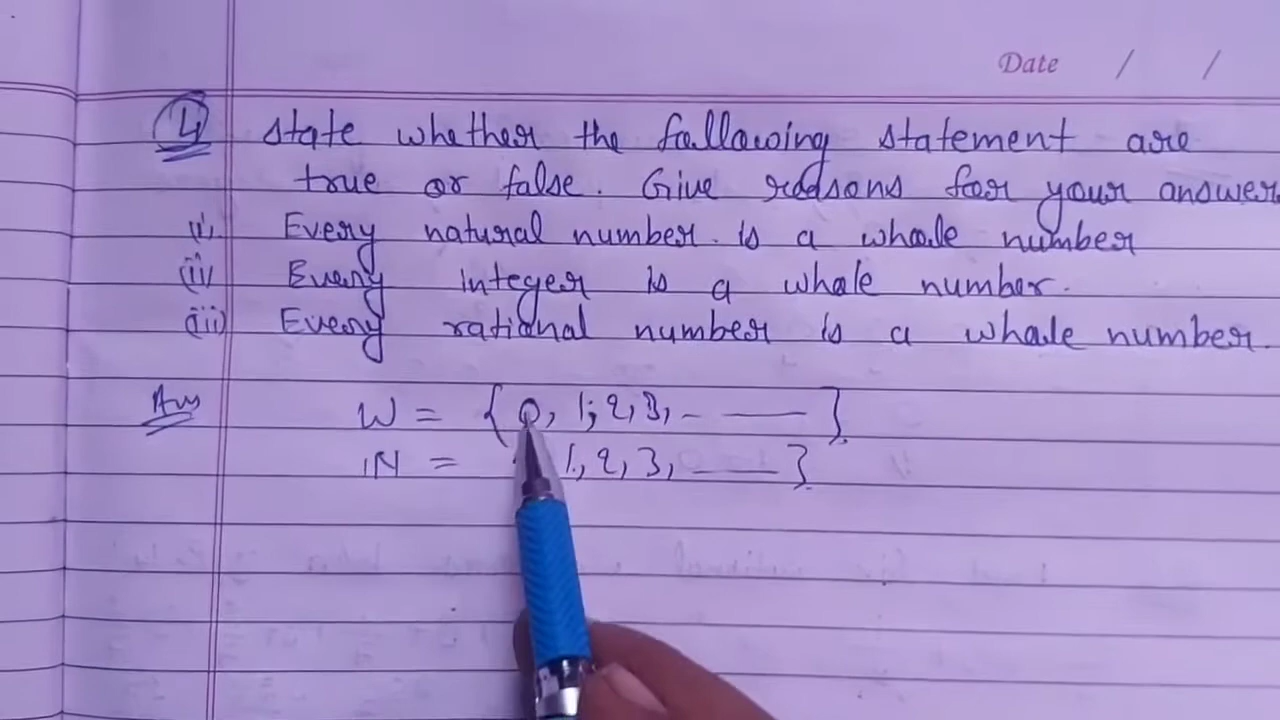 Date / /
4 State whether the following statement are
true or false. Give reasons for your answer
(i) Every natural number is a whole number
(ii) Every integer is a whole number.
(iii) Every rational number is a whole number.
Ans W = {0, 1, 2, 3, - —— }.
IN = 1, 2, 3, —— }.